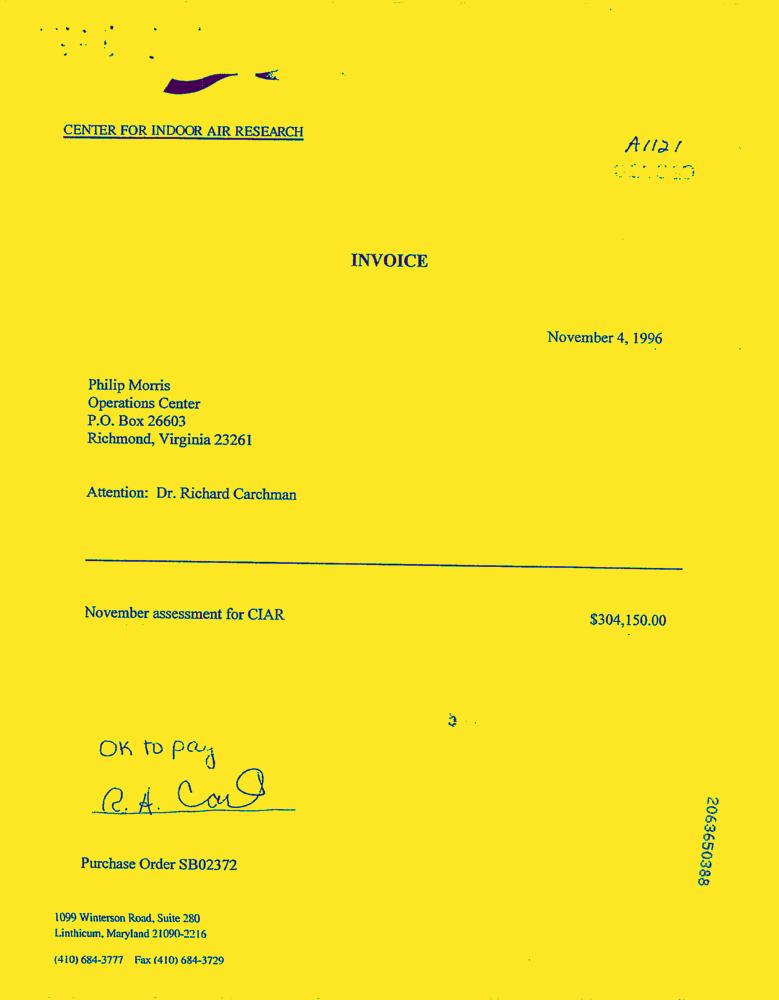 CENTER FOR INDOOR AIR RESEARCH
A1121
INVOICE
November 4, 1996
Philip Morris
Operations Center
P.O. Box 26603
Richmond, Virginia 23261
Attention: Dr. Richard Carchman
November assessment for CIAR
$304,150.00
OK to pay
R.A.
Purchase Order SB02372
2063650388
1099 Winterson Road, Suite 280
Linthicum, Maryland 21090-2216
(410) 684-3777 Fax (410) 684-3729